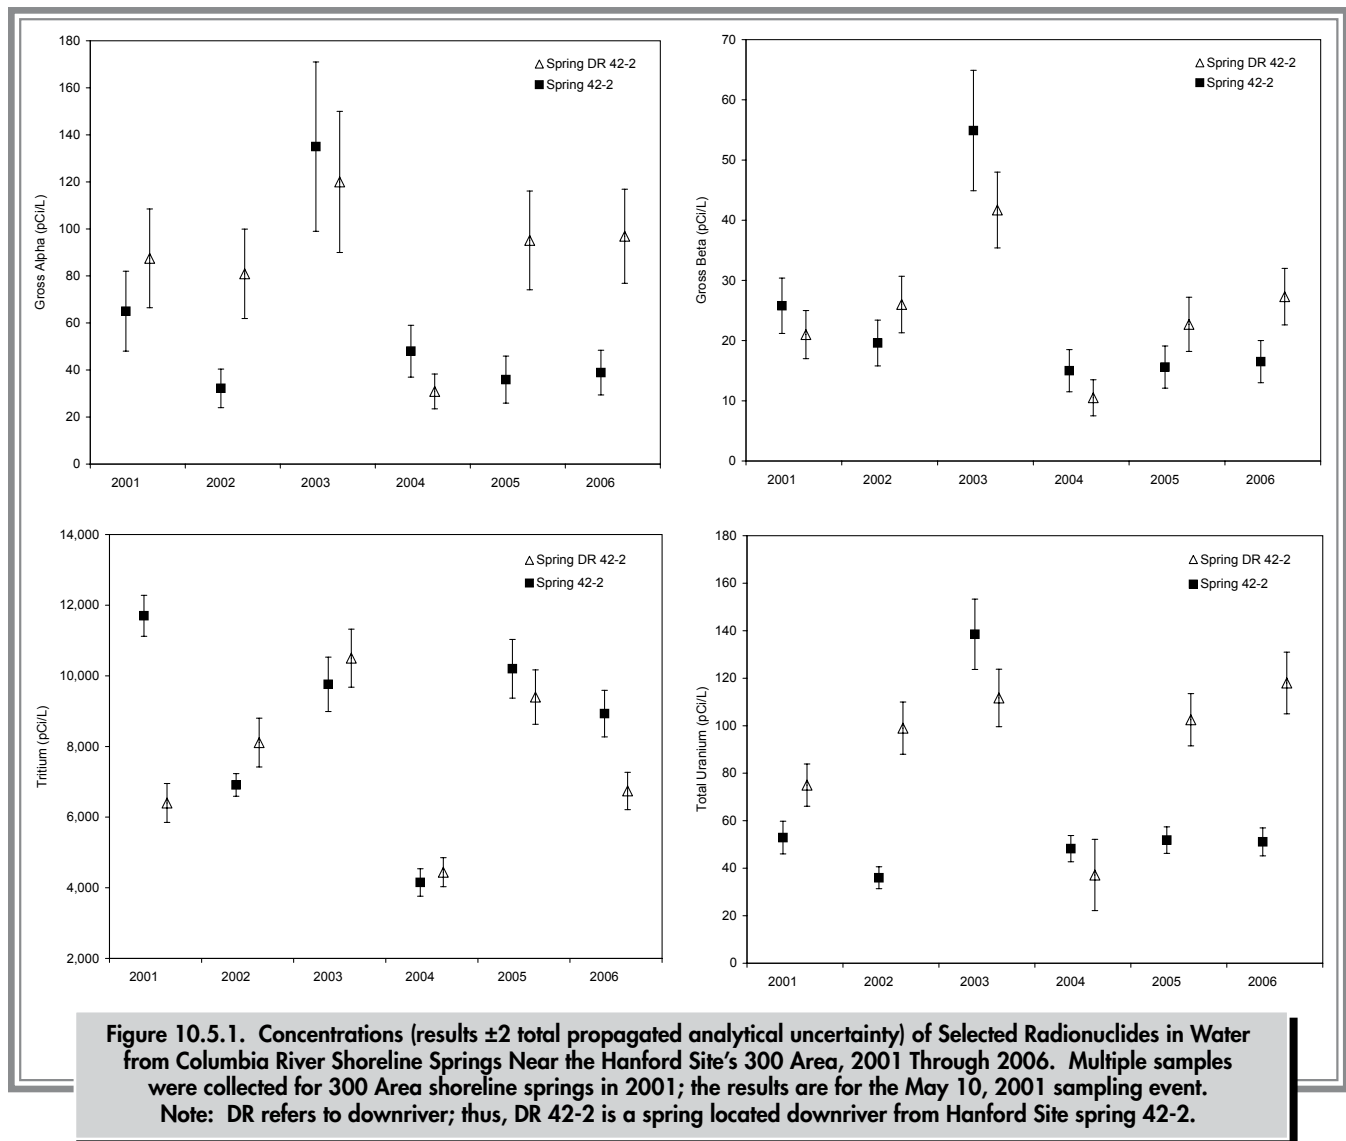 180
160
140
120
100
80
60
40
20
0
Gross Alpha (pCi/L)
Spring DR 42-2
Spring 42-2
2001 2002 2003 2004 2005 2006
70
60
50
40
30
20
10
0
Gross Beta (pCi/L)
Spring DR 42-2
Spring 42-2
2001 2002 2003 2004 2005 2006
14,000
12,000
10,000
8,000
6,000
4,000
2,000
Tritium (pCi/L)
Spring DR 42-2
Spring 42-2
2001 2002 2003 2004 2005 2006
180
160
140
120
100
80
60
40
20
0
Total Uranium (pCi/L)
Spring DR 42-2
Spring 42-2
2001 2002 2003 2004 2005 2006
Figure 10.5.1. Concentrations (results ±2 total propagated analytical uncertainty) of Selected Radionuclides in Water
from Columbia River Shoreline Springs Near the Hanford Site's 300 Area, 2001 Through 2006. Multiple samples
were collected for 300 Area shoreline springs in 2001; the results are for the May 10, 2001 sampling event.
Note: DR refers to downriver; thus, DR 42-2 is a spring located downriver from Hanford Site spring 42-2.